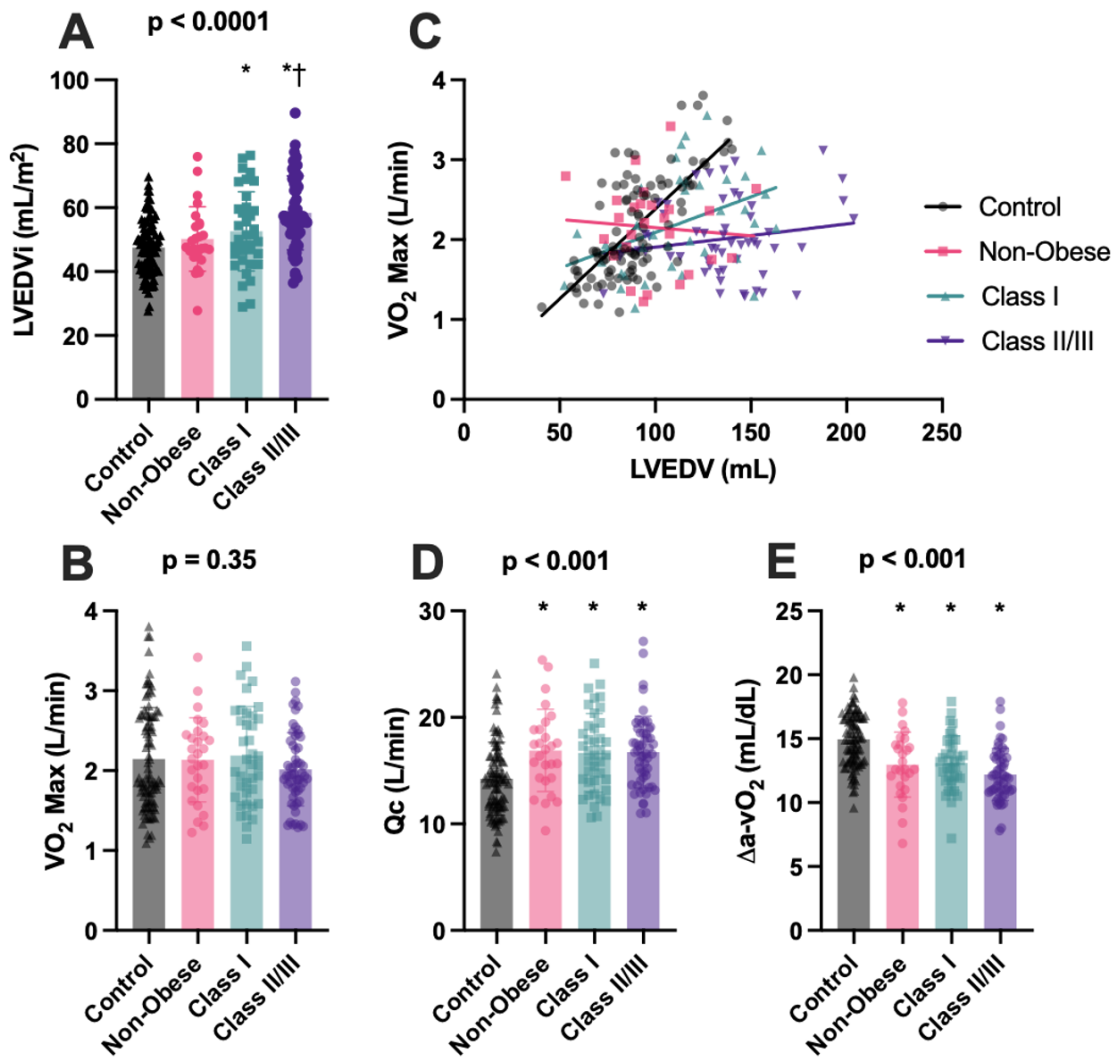 A
p < 0.0001
*
*†
100
80
60
40
20
0
LVEDVi (mL/m²)
Control
Non-Obese
Class I
Class II/III
C
4
3
2
1
0
VO₂ Max (L/min)
0
50
100
150
200
250
LVEDV (mL)
Control
Non-Obese
Class I
Class II/III
B
p = 0.35
4
3
2
1
0
VO₂ Max (L/min)
Control
Non-Obese
Class I
Class II/III
D
p < 0.001
*
*
*
30
20
10
0
Qc (L/min)
Control
Non-Obese
Class I
Class II/III
E
p < 0.001
*
*
*
25
20
15
10
5
0
Δa-vO₂ (mL/dL)
Control
Non-Obese
Class I
Class II/III